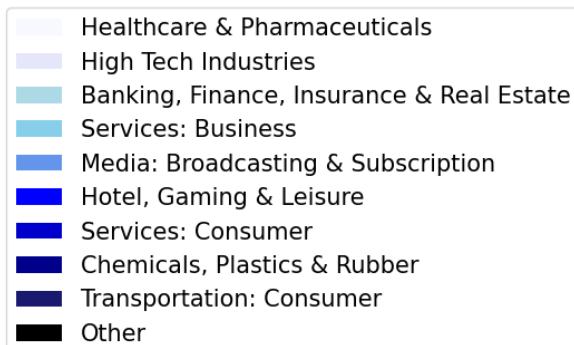 Healthcare & Pharmaceuticals
High Tech Industries
Banking, Finance, Insurance & Real Estate
Services: Business
Media: Broadcasting & Subscription
Hotel, Gaming & Leisure
Services: Consumer
Chemicals, Plastics & Rubber
Transportation: Consumer
Other